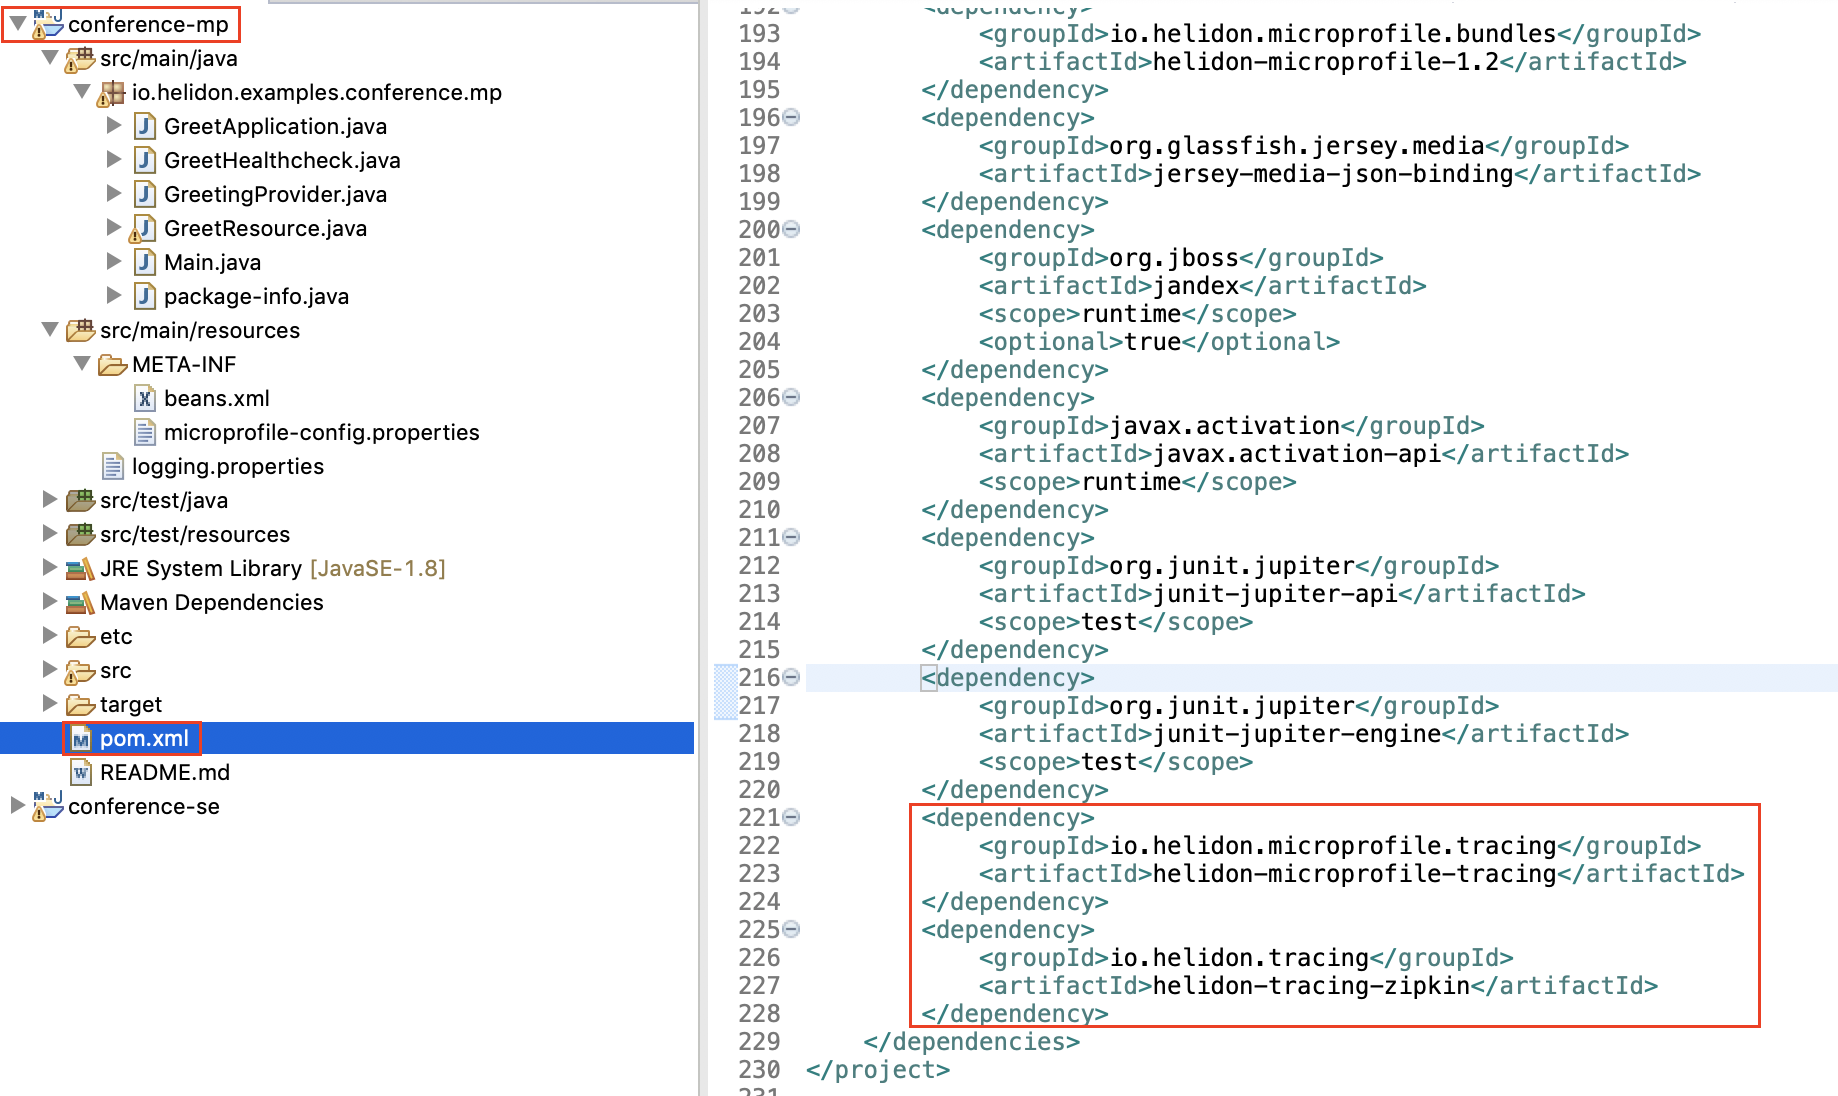 conference-mp
src/main/java
io.helidon.examples.conference.mp
GreetApplication.java
GreetHealthcheck.java
GreetingProvider.java
GreetResource.java
Main.java
package-info.java
src/main/resources
META-INF
beans.xml
microprofile-config.properties
logging.properties
src/test/java
src/test/resources
JRE System Library [JavaSE-1.8]
Maven Dependencies
etc
src
target
pom.xml
README.md
conference-se
192 <dependency>
193 <groupId>io.helidon.microprofile.bundles</groupId>
194 <artifactId>helidon-microprofile-1.2</artifactId>
195 </dependency>
196 <dependency>
197 <groupId>org.glassfish.jersey.media</groupId>
198 <artifactId>jersey-media-json-binding</artifactId>
199 </dependency>
200 <dependency>
201 <groupId>org.jboss</groupId>
202 <artifactId>jandex</artifactId>
203 <scope>runtime</scope>
204 <optional>true</optional>
205 </dependency>
206 <dependency>
207 <groupId>javax.activation</groupId>
208 <artifactId>javax.activation-api</artifactId>
209 <scope>runtime</scope>
210 </dependency>
211 <dependency>
212 <groupId>org.junit.jupiter</groupId>
213 <artifactId>junit-jupiter-api</artifactId>
214 <scope>test</scope>
215 </dependency>
216 <dependency>
217 <groupId>org.junit.jupiter</groupId>
218 <artifactId>junit-jupiter-engine</artifactId>
219 <scope>test</scope>
220 </dependency>
221 <dependency>
222 <groupId>io.helidon.microprofile.tracing</groupId>
223 <artifactId>helidon-microprofile-tracing</artifactId>
224 </dependency>
225 <dependency>
226 <groupId>io.helidon.tracing</groupId>
227 <artifactId>helidon-tracing-zipkin</artifactId>
228 </dependency>
229 </dependencies>
230 </project>
231